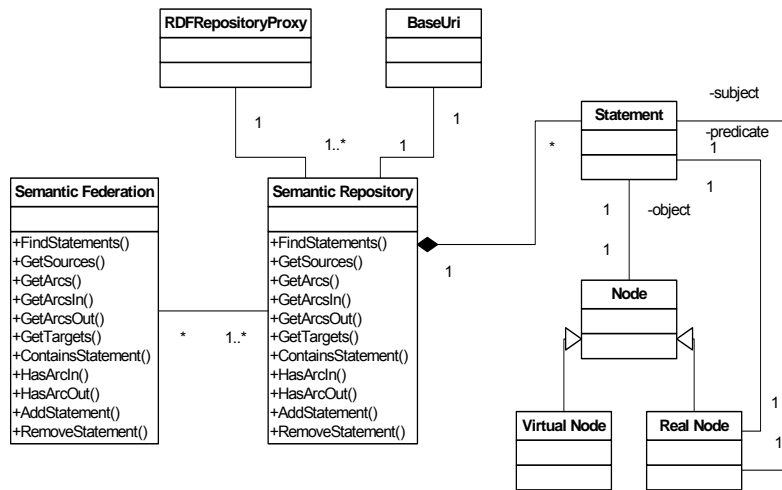 RDFRepositoryProxy
BaseUri
1
1..*
1
1
Semantic Federation
+FindStatements()
+GetSources()
+GetArcs()
+GetArcsIn()
+GetArcsOut()
+GetTargets()
+ContainsStatement()
+HasArcIn()
+HasArcOut()
+AddStatement()
+RemoveStatement()
*
1..*
Semantic Repository
+FindStatements()
+GetSources()
+GetArcs()
+GetArcsIn()
+GetArcsOut()
+GetTargets()
+ContainsStatement()
+HasArcIn()
+HasArcOut()
+AddStatement()
+RemoveStatement()
1
*
Statement
-subject
-predicate
1
1
1
-object
1
Node
Virtual Node
Real Node
1
1